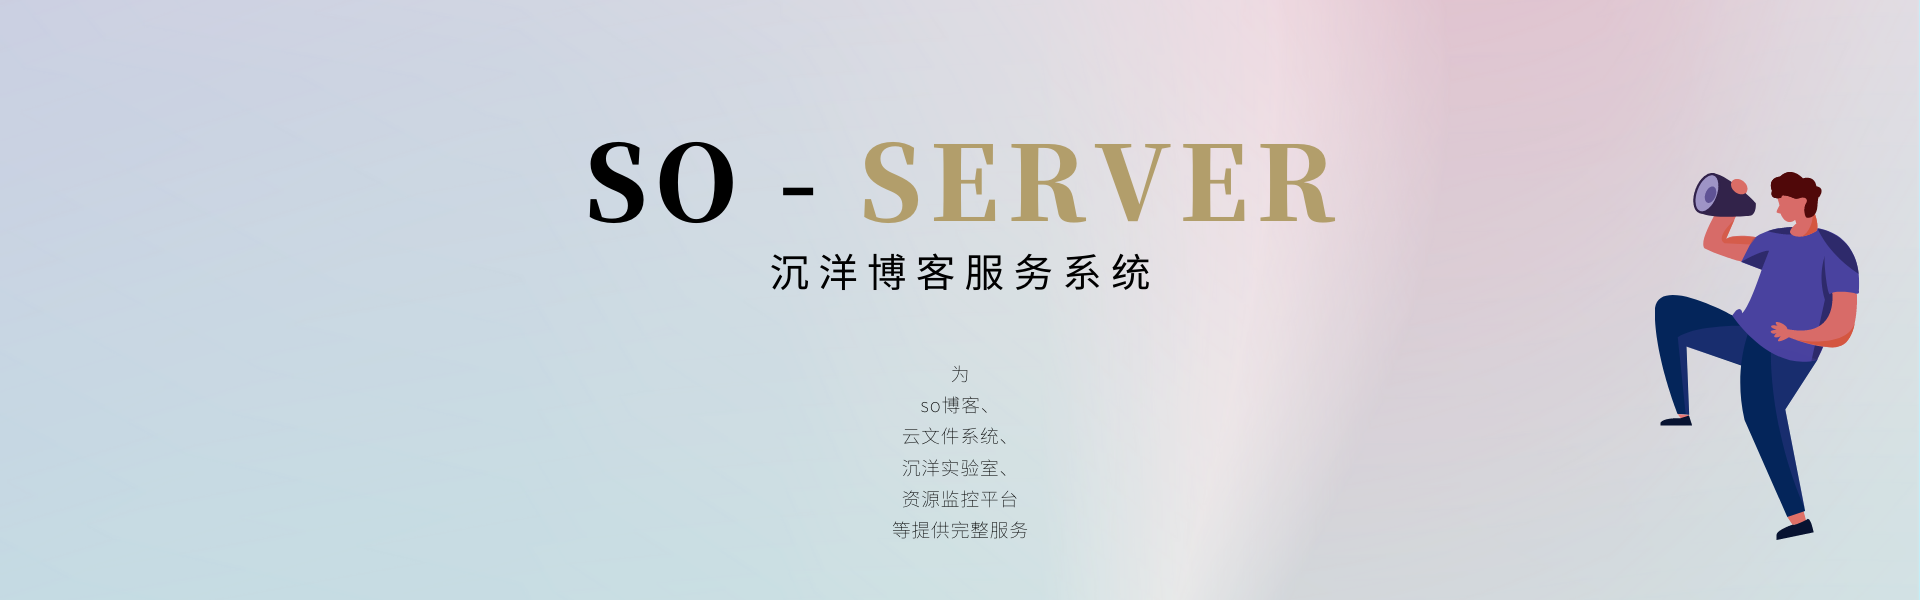 SO - SERVER
沉洋博客服务系统
为
so博客、
云文件系统、
沉洋实验室、
资源监控平台
等提供完整服务